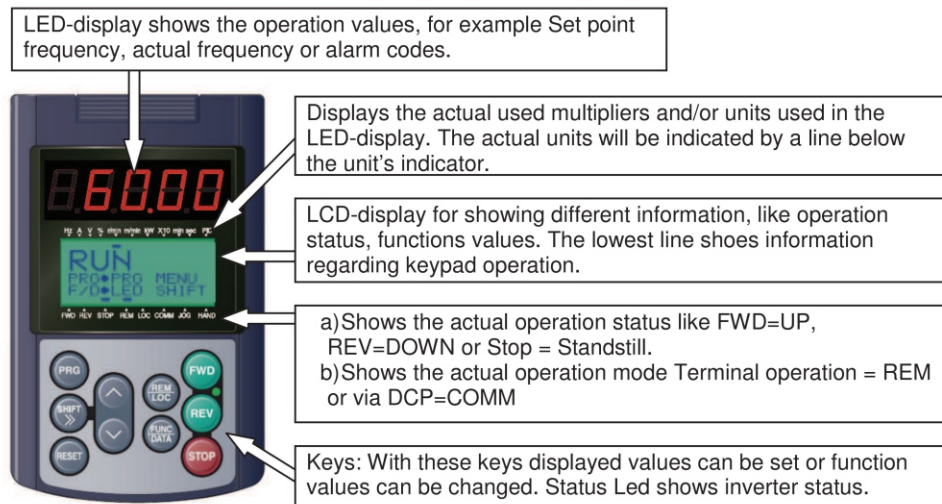 LED-display shows the operation values, for example Set point
frequency, actual frequency or alarm codes.
Displays the actual used multipliers and/or units used in the
LED-display. The actual units will be indicated by a line below
the unit's indicator.
60.00
Hz A V % r/min m/min kW X10 min sec PID
LCD-display for showing different information, like operation
status, functions values. The lowest line shoes information
regarding keypad operation.
RUN
PRG PRG MENU
F/D LED SHIFT
FWD REV STOP REM LOC COMM JOG HAND
a)Shows the actual operation status like FWD=UP,
REV=DOWN or Stop = Standstill.
b)Shows the actual operation mode Terminal operation = REM
or via DCP=COMM
PRG
REM
LOC
FWD
SHIFT
FUNC
DATA
REV
RESET
STOP
Keys: With these keys displayed values can be set or function
values can be changed. Status Led shows inverter status.